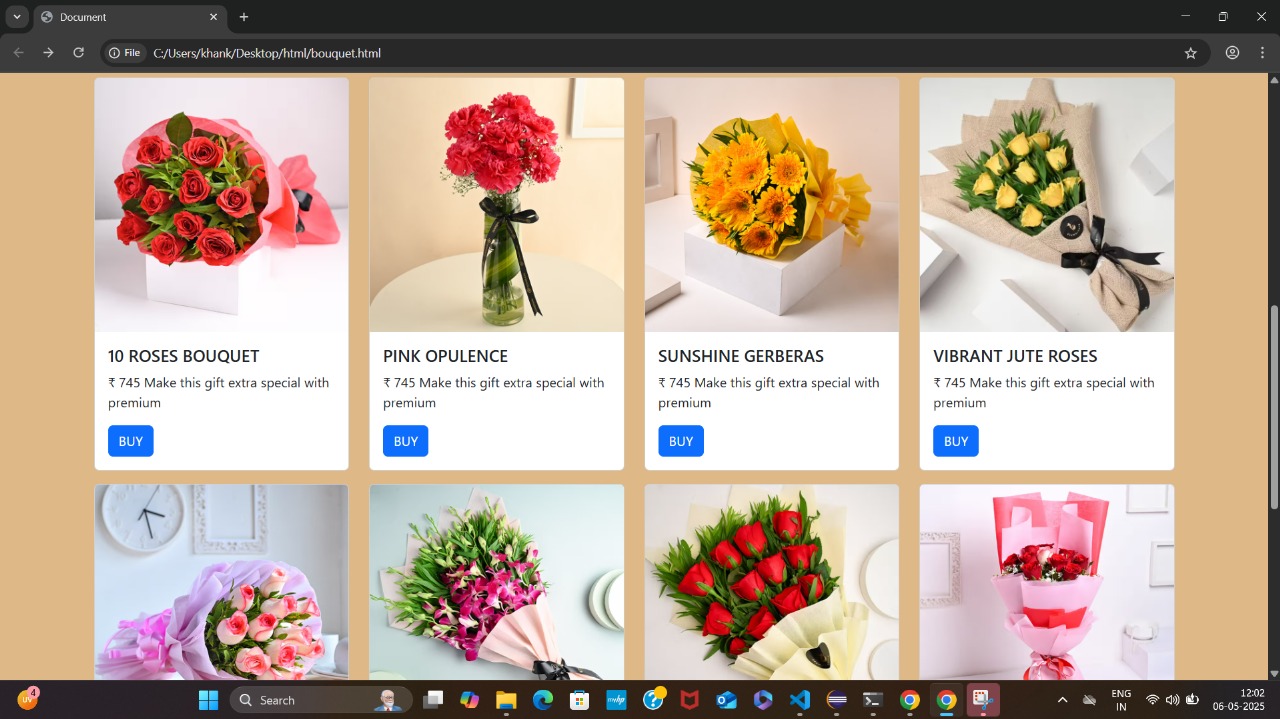 Document
File
C:/Users/khank/Desktop/html/bouquet.html
10 ROSES BOUQUET
₹ 745 Make this gift extra special with
premium
BUY
PINK OPULENCE
₹ 745 Make this gift extra special with
premium
BUY
SUNSHINE GERBERAS
₹ 745 Make this gift extra special with
premium
BUY
VIBRANT JUTE ROSES
₹ 745 Make this gift extra special with
premium
BUY
UV
4
Search
myhp
ENG
IN
12:02
06-05-2025